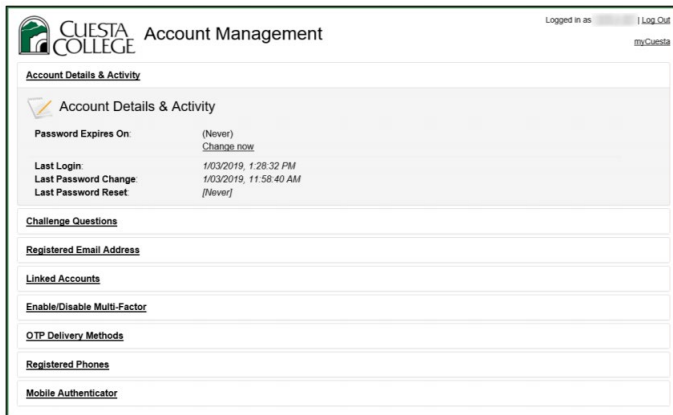 CUESTA
COLLEGE
Account Management
Logged in as | Log Out
myCuesta
Account Details & Activity
Account Details & Activity
Password Expires On: (Never)
Change now
Last Login: 1/03/2019, 1:28:32 PM
Last Password Change: 1/03/2019, 11:58:40 AM
Last Password Reset: [Never]
Challenge Questions
Registered Email Address
Linked Accounts
Enable/Disable Multi-Factor
OTP Delivery Methods
Registered Phones
Mobile Authenticator